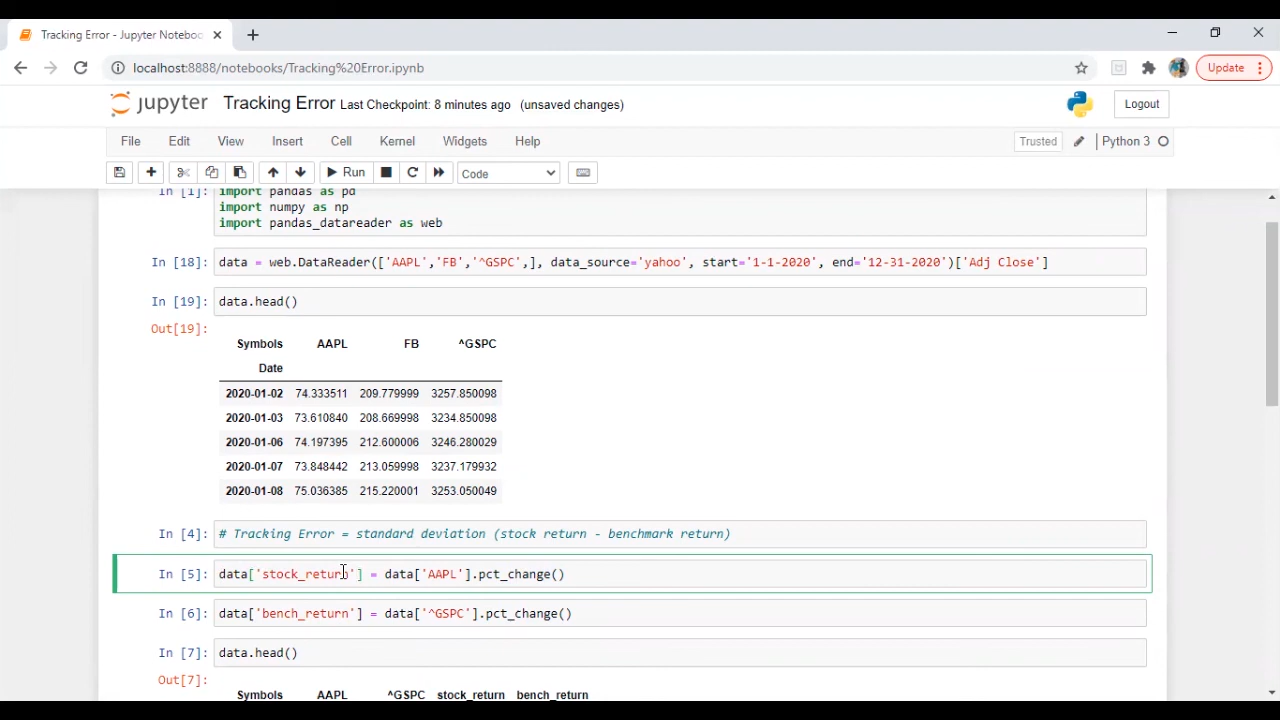 Tracking Error - Jupyter Noteboo
localhost:8888/notebooks/Tracking%20Error.ipynb
Update
jupyter Tracking Error Last Checkpoint: 8 minutes ago (unsaved changes)
Logout
File Edit View Insert Cell Kernel Widgets Help
Trusted Python 3
Run Code
In [1]: import pandas as pd
import numpy as np
import pandas_datareader as web
In [18]: data = web.DataReader(['AAPL','FB','^GSPC',], data_source='yahoo', start='1-1-2020', end='12-31-2020')['Adj Close']
In [19]: data.head()
Out[19]:
Symbols AAPL FB ^GSPC
Date
2020-01-02 74.333511 209.779999 3257.850098
2020-01-03 73.610840 208.669998 3234.850098
2020-01-06 74.197395 212.600006 3246.280029
2020-01-07 73.848442 213.059998 3237.179932
2020-01-08 75.036385 215.220001 3253.050049
In [4]: # Tracking Error = standard deviation (stock return - benchmark return)
In [5]: data['stock_return'] = data['AAPL'].pct_change()
In [6]: data['bench_return'] = data['^GSPC'].pct_change()
In [7]: data.head()
Out[7]:
Symbols AAPL ^GSPC stock_return bench_return